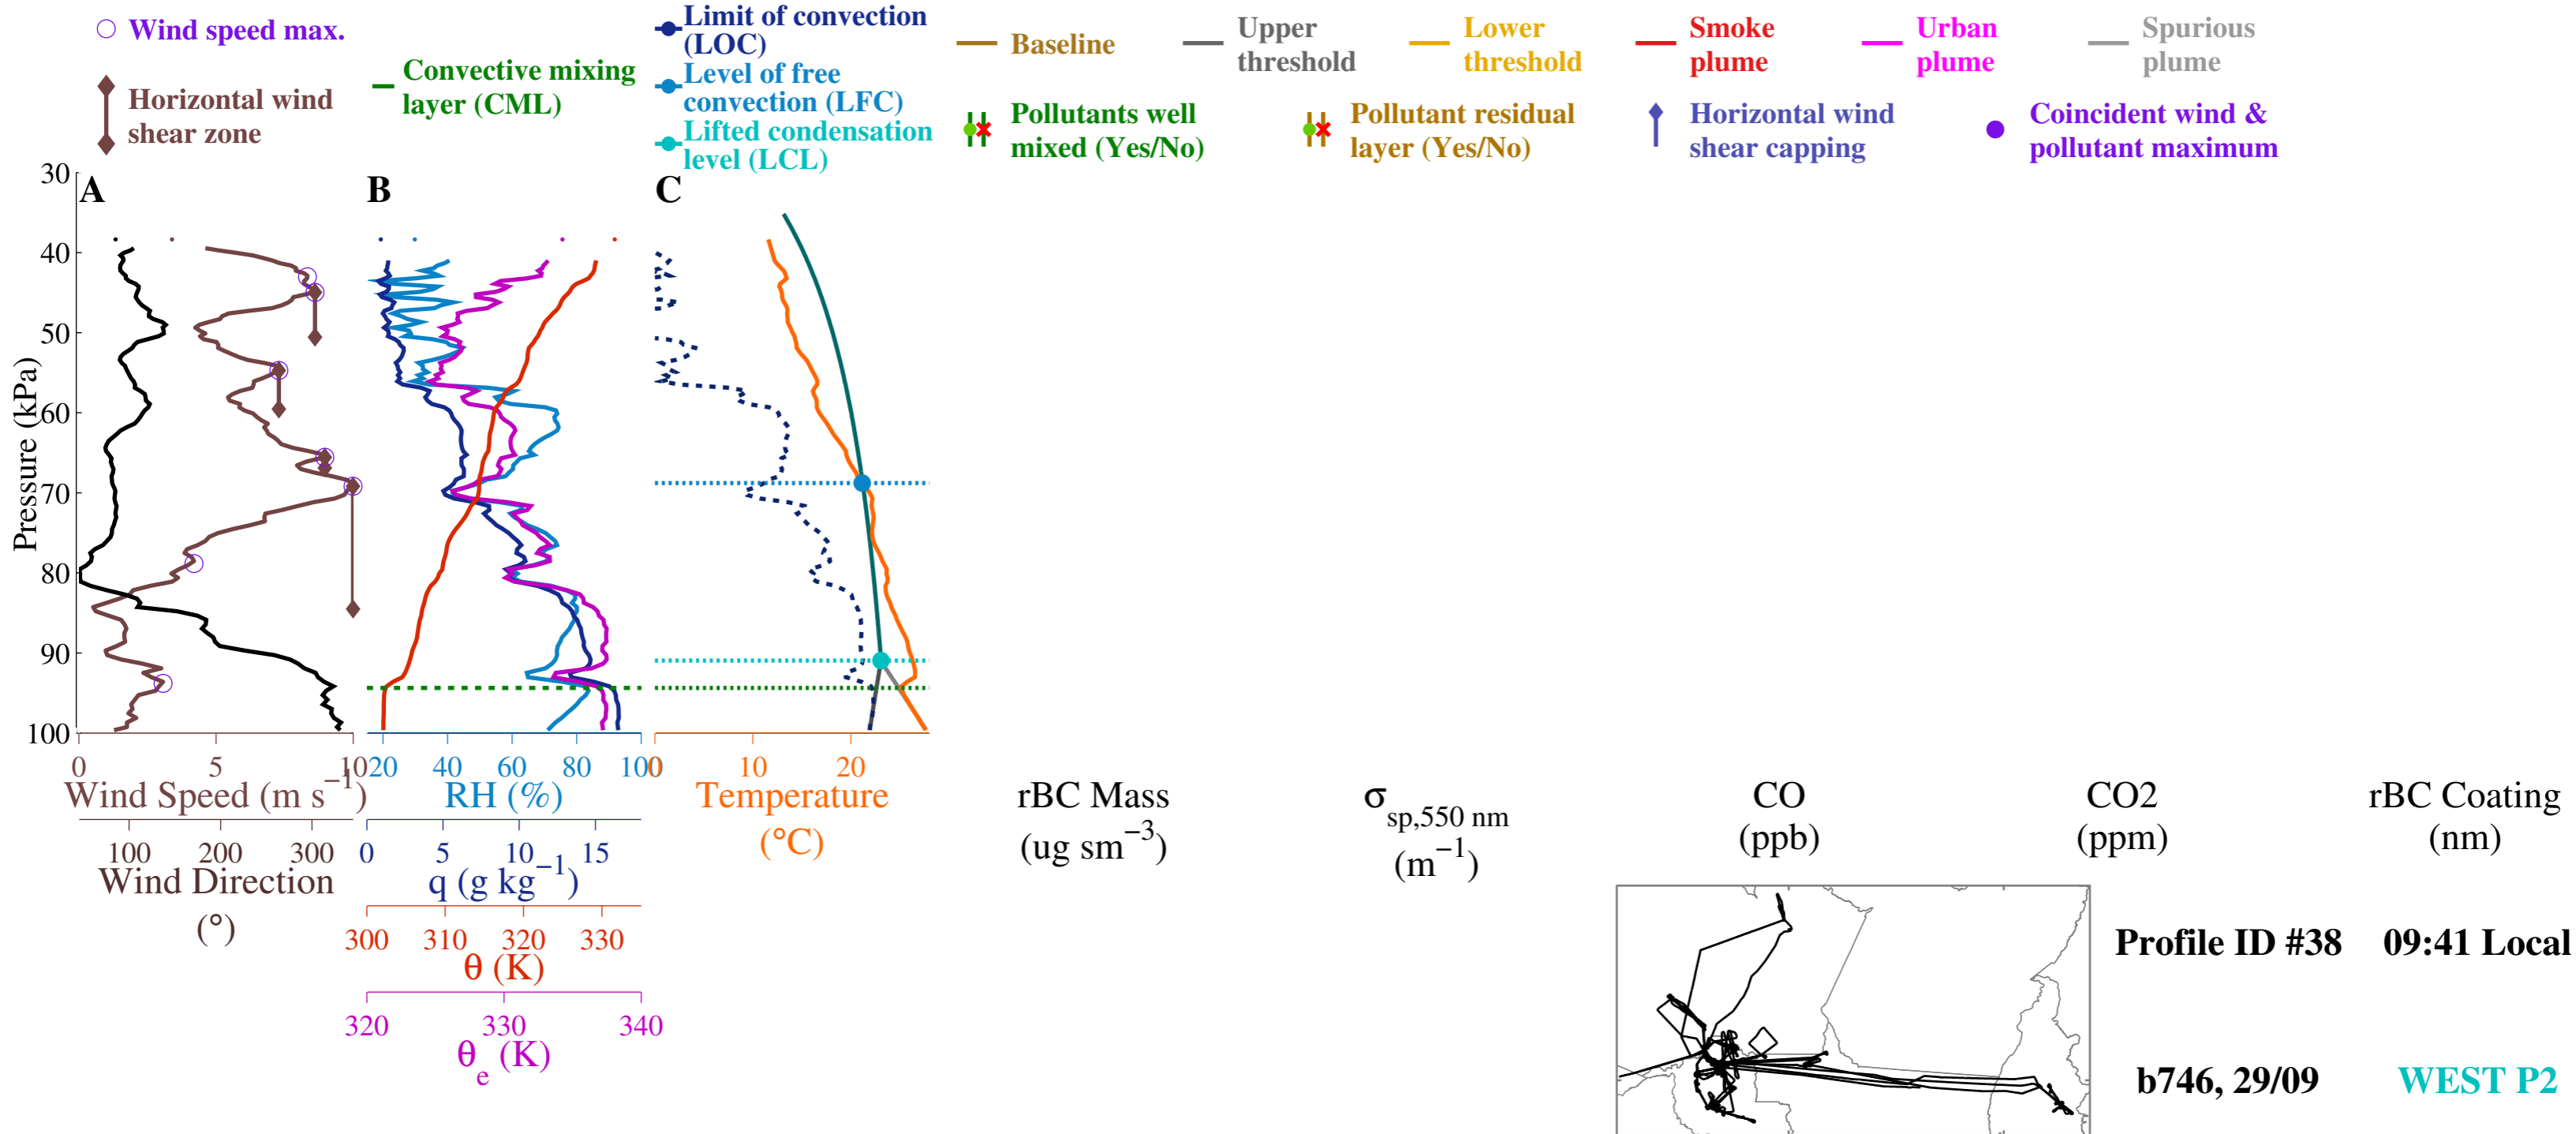 Wind speed max.
Horizontal wind
shear zone
Convective mixing
layer (CML)
Limit of convection
(LOC)
Level of free
convection (LFC)
Lifted condensation
level (LCL)
Baseline
Upper
threshold
Lower
threshold
Smoke
plume
Urban
plume
Spurious
plume
Pollutants well
mixed (Yes/No)
Pollutant residual
layer (Yes/No)
Horizontal wind
shear capping
Coincident wind &
pollutant maximum
A
B
C
30
40
50
60
70
80
90
100
Pressure (kPa)
0 5 10
Wind Speed (m s−1)
100 200 300
Wind Direction
(°)
20 40 60 80 100
RH (%)
0 5 10 15
q (g kg−1)
300 310 320 330
θ (K)
320 330 340
θe (K)
0 10 20
Temperature
(°C)
rBC Mass
(ug sm−3)
σsp,550 nm
(m−1)
CO
(ppb)
CO2
(ppm)
rBC Coating
(nm)
Profile ID #38 09:41 Local
b746, 29/09 WEST P2